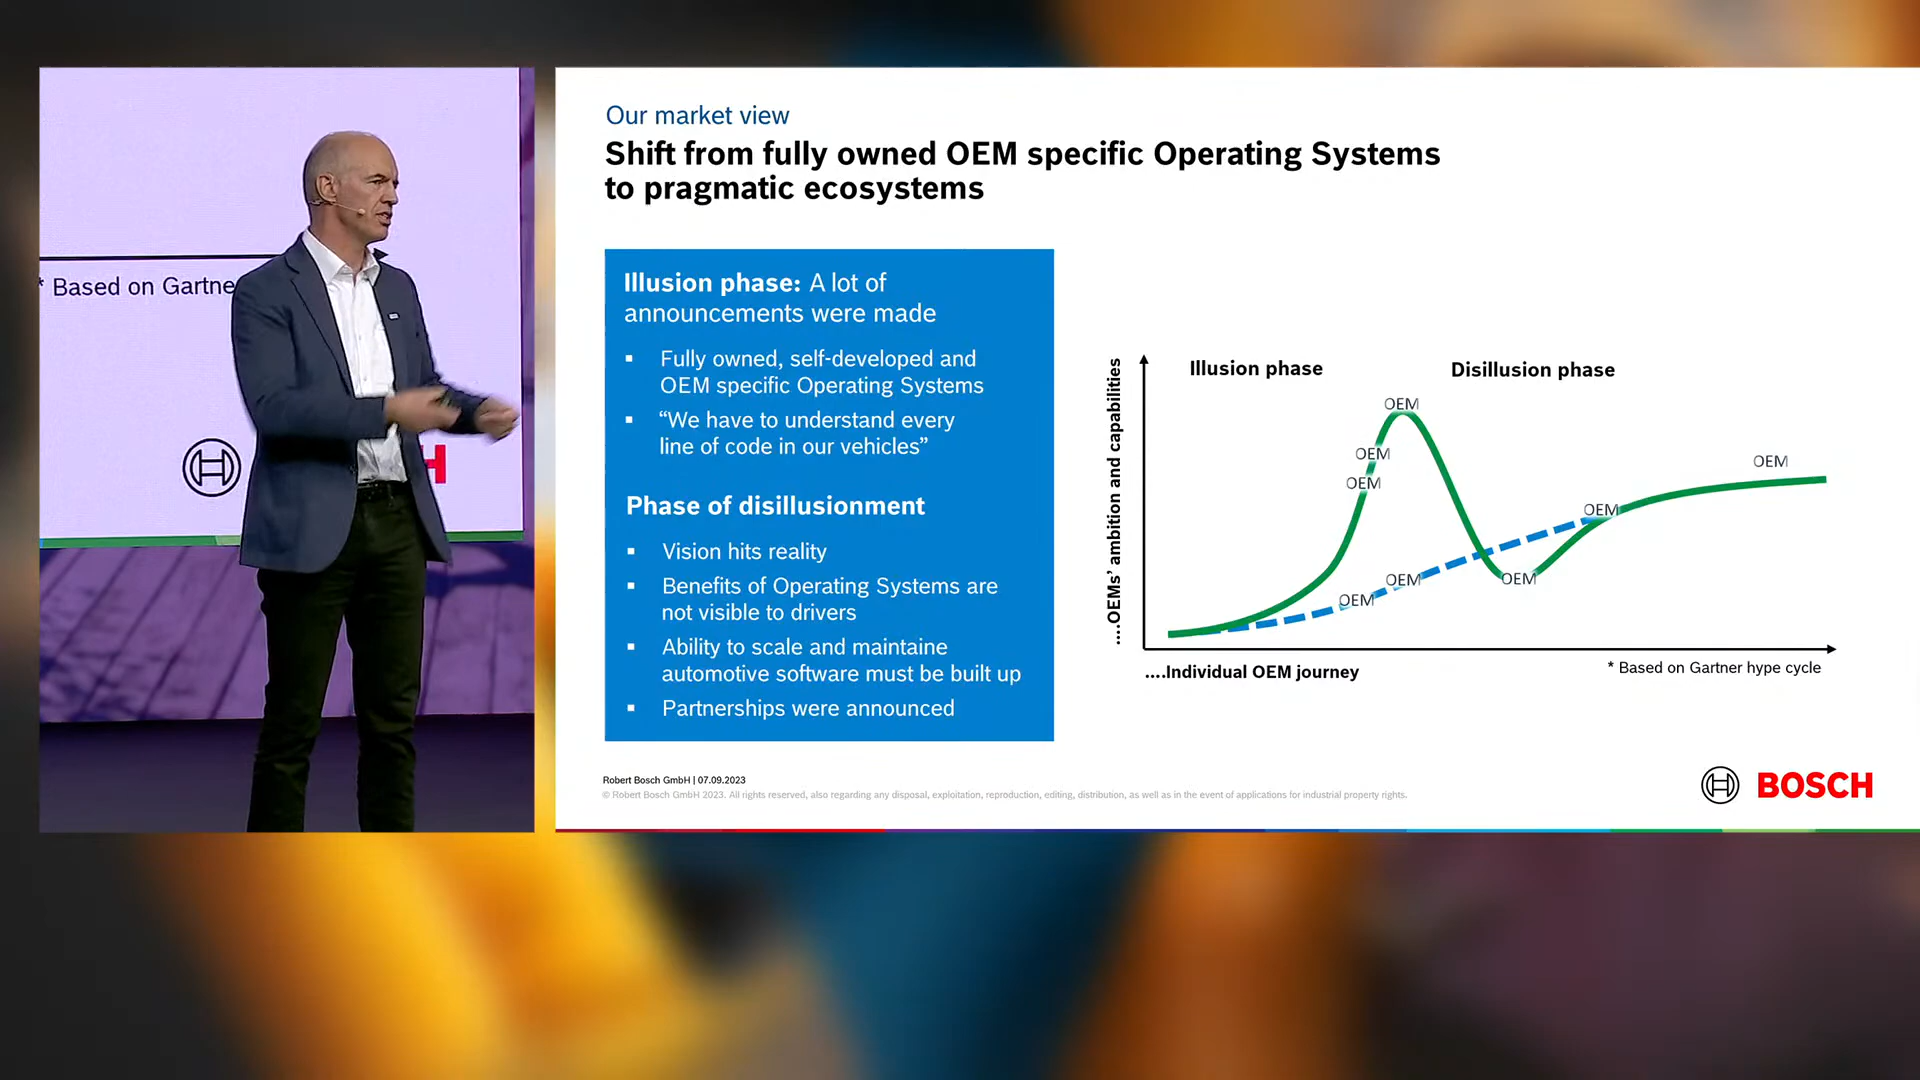 * Based on Gartne
H
Our market view
Shift from fully owned OEM specific Operating Systems
to pragmatic ecosystems
Illusion phase: A lot of
announcements were made
▪ Fully owned, self-developed and
OEM specific Operating Systems
▪ “We have to understand every
line of code in our vehicles”
Phase of disillusionment
▪ Vision hits reality
▪ Benefits of Operating Systems are
not visible to drivers
▪ Ability to scale and maintaine
automotive software must be built up
▪ Partnerships were announced
....OEMs’ ambition and capabilities
Illusion phase
Disillusion phase
OEM
OEM
OEM
OEM
OEM
OEM
OEM
OEM
....Individual OEM journey
* Based on Gartner hype cycle
Robert Bosch GmbH | 07.09.2023
© Robert Bosch GmbH 2023. All rights reserved, also regarding any disposal, exploitation, reproduction, editing, distribution, as well as in the event of applications for industrial property rights.
BOSCH